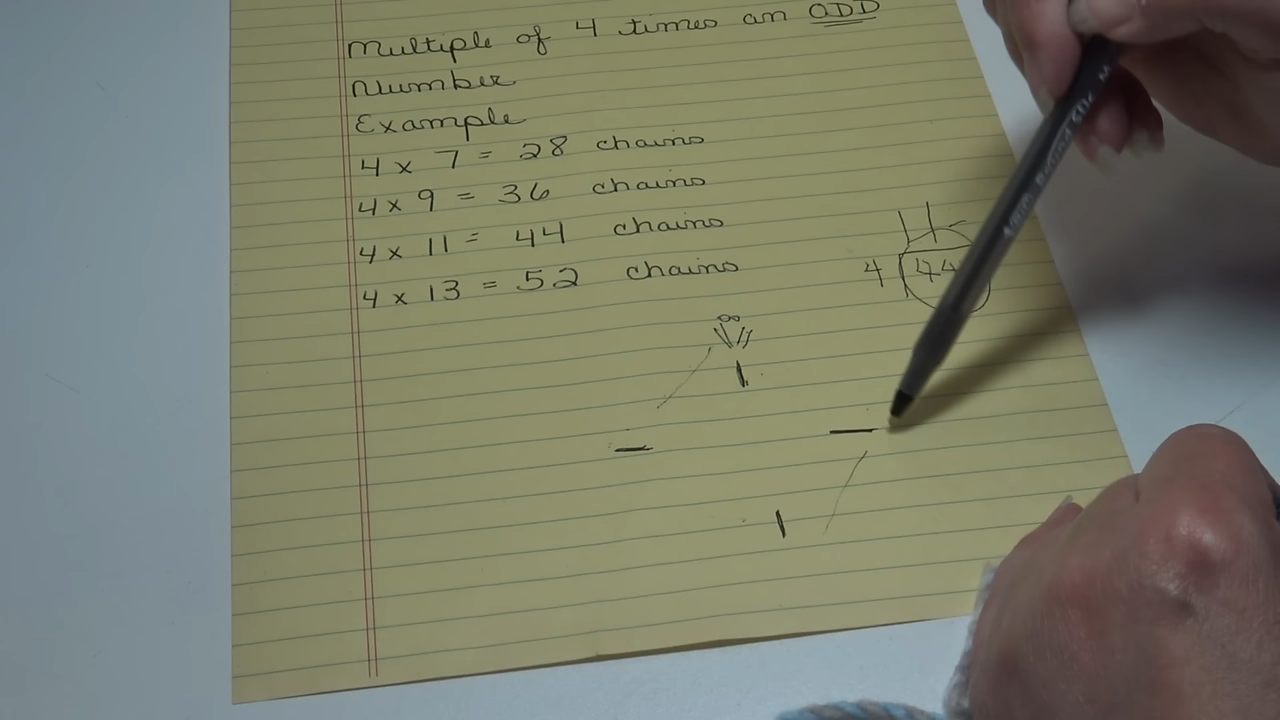 Multiple of 4 times an ODD
Number
Example
4 x 7 = 28 chains
4 x 9 = 36 chains
4 x 11 = 44 chains
4 x 13 = 52 chains
4 44